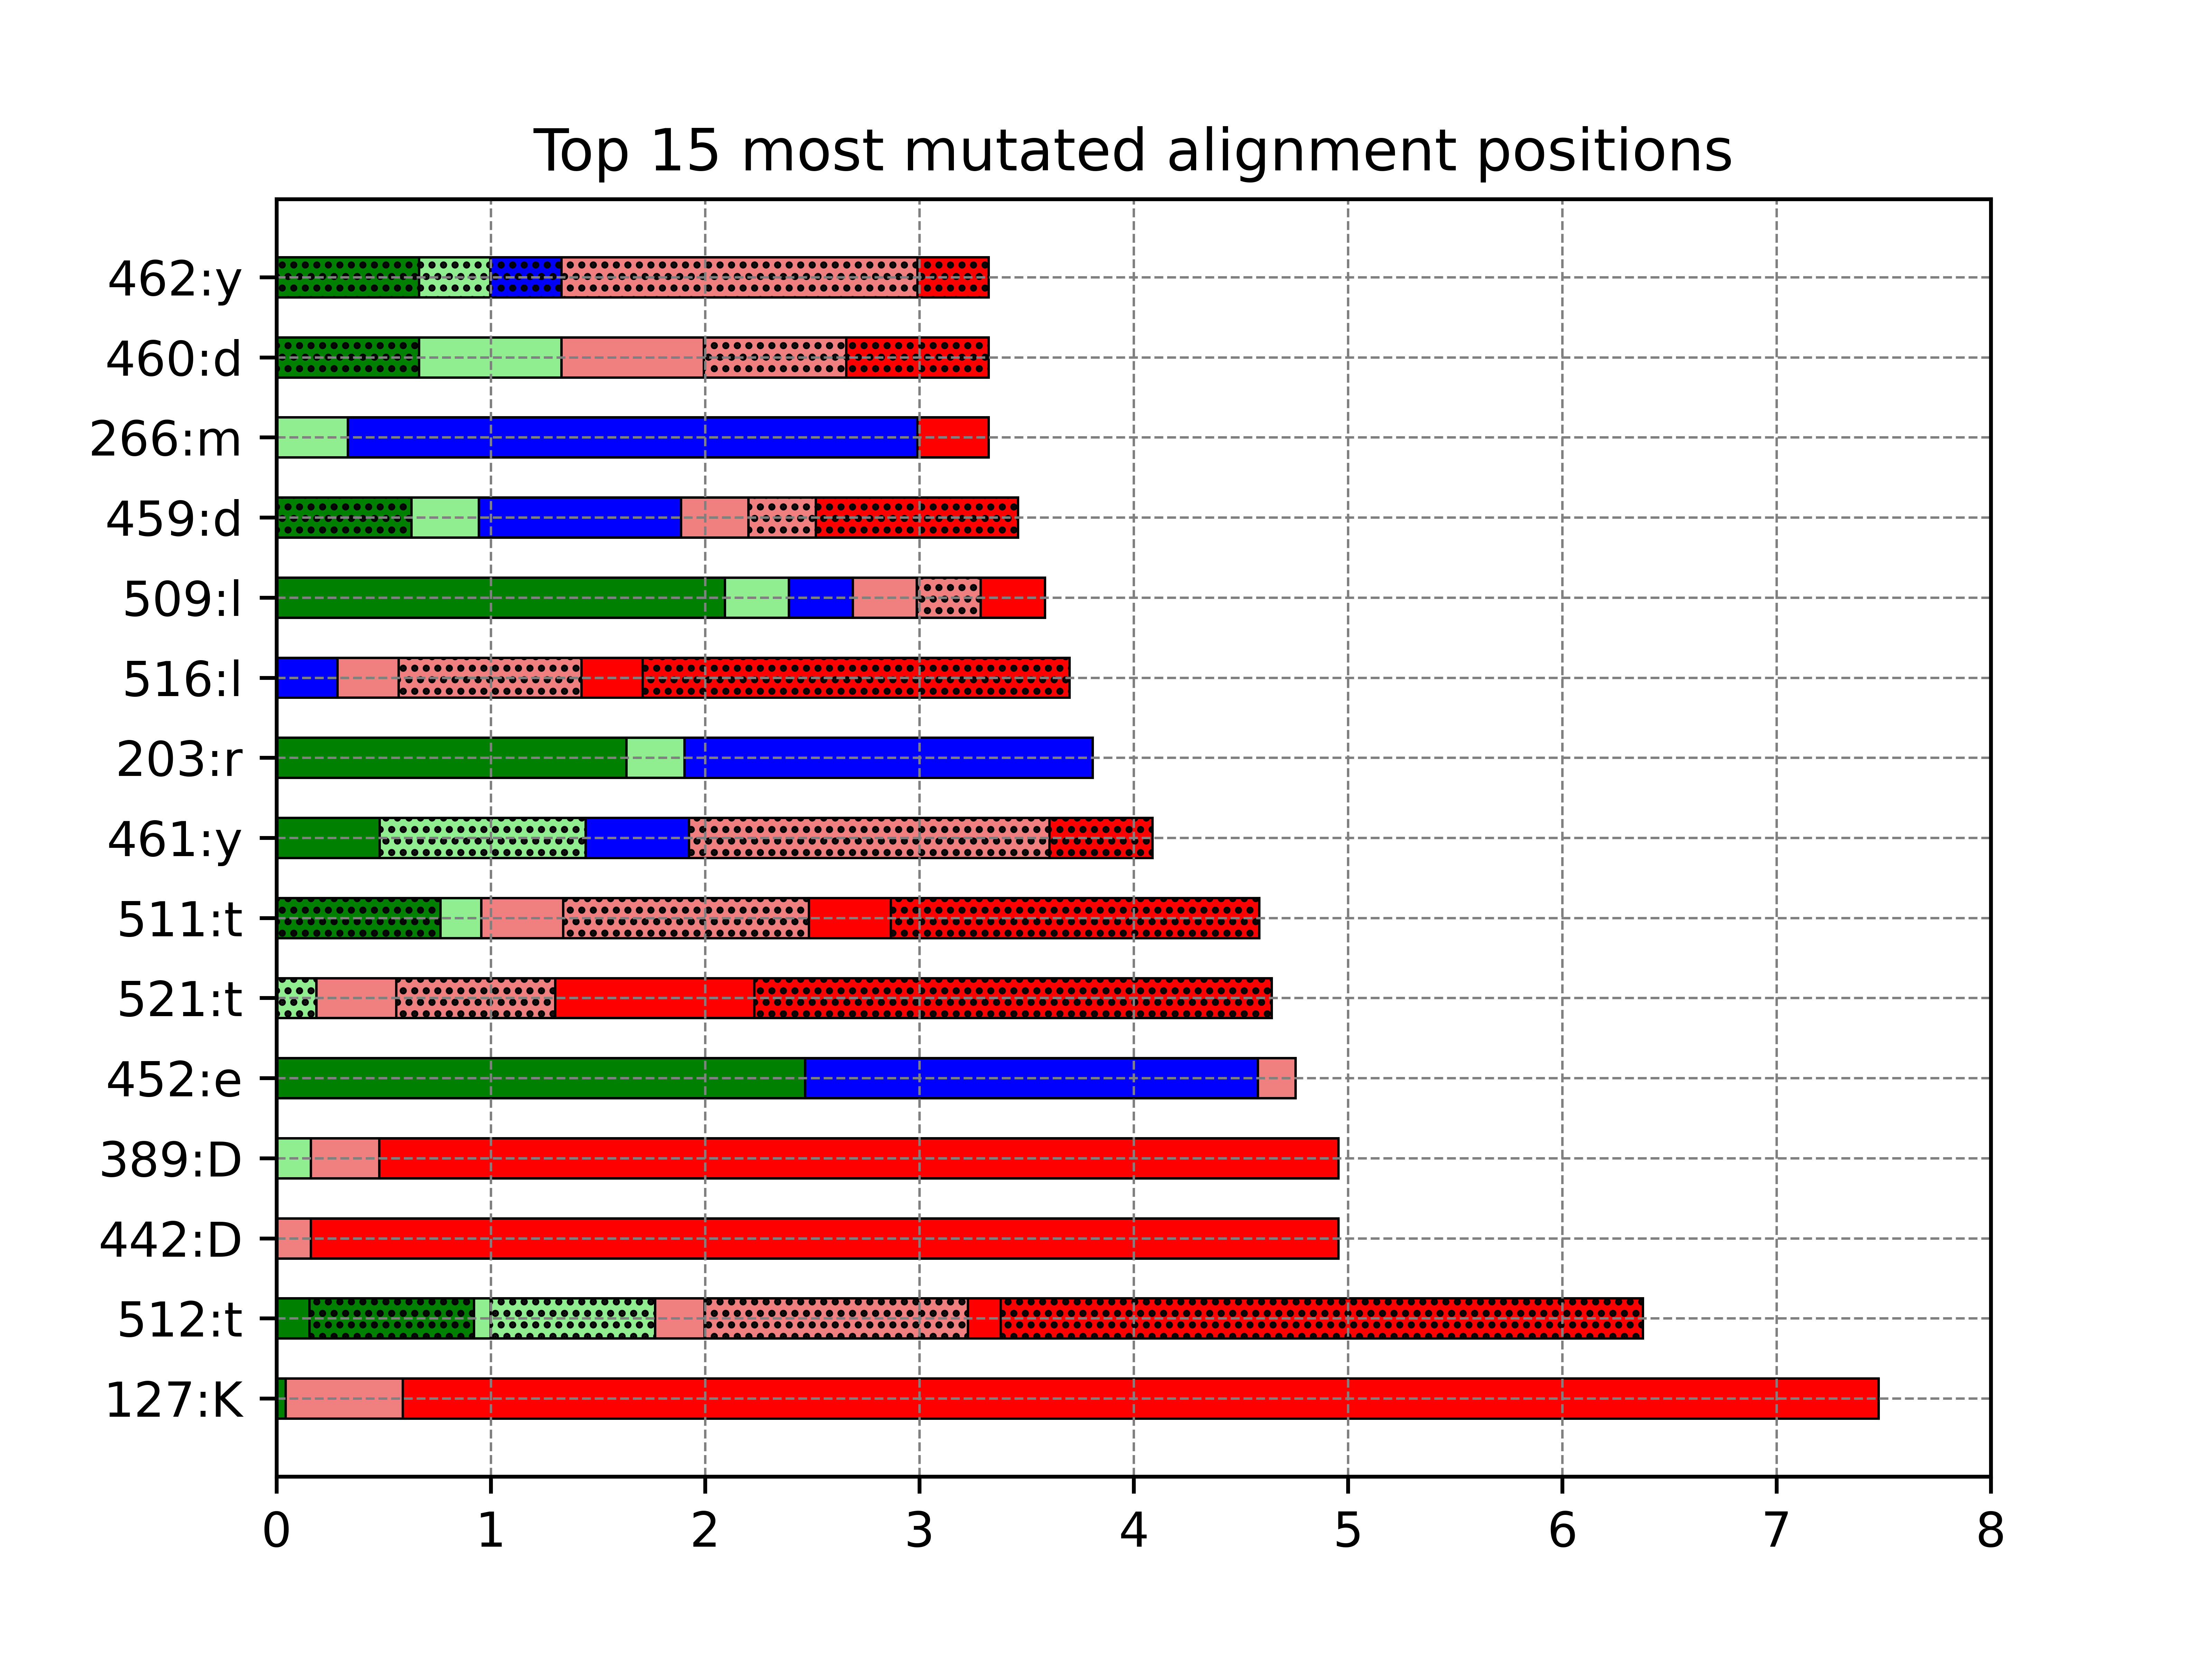 Top 15 most mutated alignment positions
462:y
460:d
266:m
459:d
509:l
516:l
203:r
461:y
511:t
521:t
452:e
389:D
442:D
512:t
127:K
0 1 2 3 4 5 6 7 8